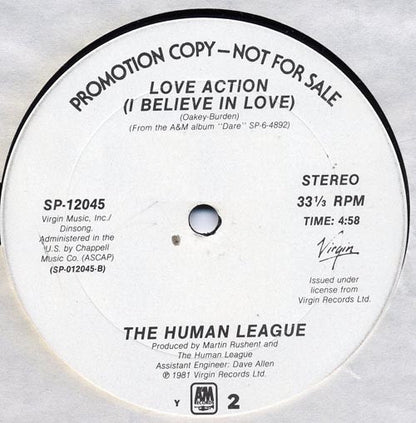 PROMOTION COPY—NOT FOR SALE
LOVE ACTION
(I BELIEVE IN LOVE)
(Oakey-Burden)
(From the A&M album "Dare" SP-6-4892)
SP-12045
Virgin Music, Inc./
Dinsong.
Administered in the
U.S. by Chappell
Music Co. (ASCAP)
(SP-012045-B)
STEREO
33⅓ RPM
TIME: 4:58
Virgin
Issued under
license from
Virgin Records Ltd.
THE HUMAN LEAGUE
Produced by Martin Rushent and
The Human League
Assistant Engineer: Dave Allen
℗ 1981 Virgin Records Ltd.
Y A&M 2